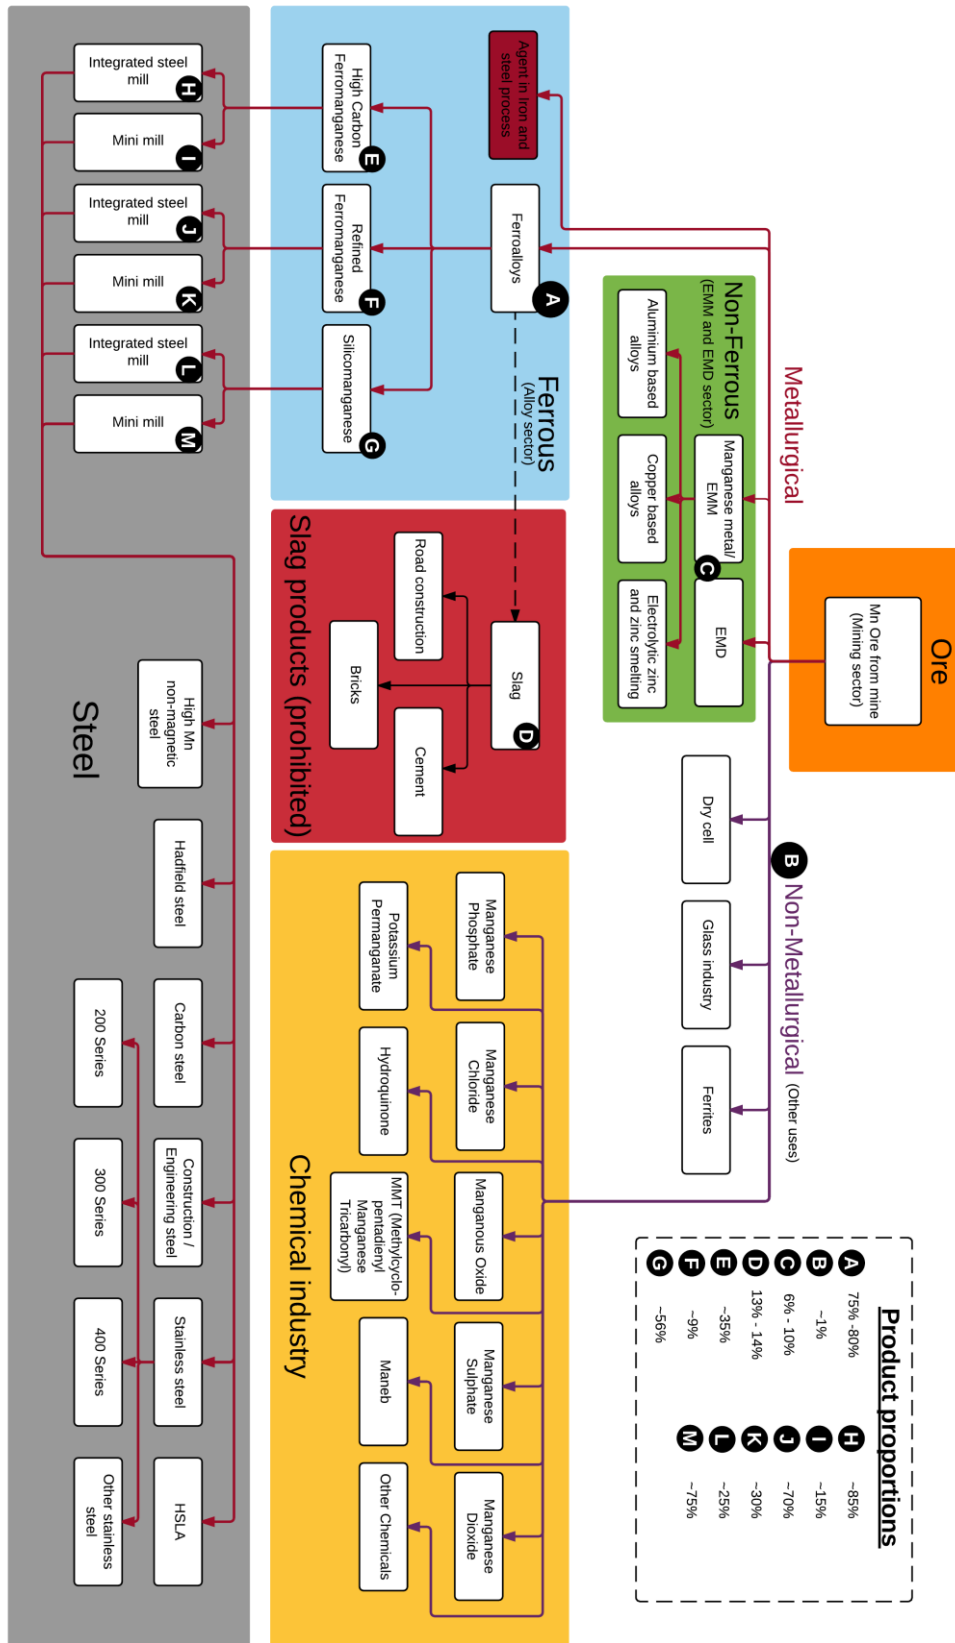 Ore
Mn Ore from mine
(Mining sector)
Metallurgical
B
Non-Metallurgical (Other uses)
Product proportions
A 75% -80%
B ~1%
C 6% - 10%
D 13% - 14%
E ~35%
F ~9%
G ~56%
H ~85%
I ~15%
J ~70%
K ~30%
L ~25%
M ~75%
Non-Ferrous
(EMM and EMD sector)
Manganese metal/
EMM
C
EMD
Aluminium based
alloys
Copper based
alloys
Electrolytic zinc
and zinc smelting
Dry cell
Glass industry
Ferrites
Agent in Iron and
steel process
Ferroalloys
A
Ferrous
(Alloy sector)
High Carbon
Ferromanganese
E
Refined
Ferromanganese
F
Silicomanganese
G
Slag
D
Road construction
Cement
Bricks
Slag products (prohibited)
Manganese
Phosphate
Manganese
Chloride
Manganous Oxide
Manganese
Sulphate
Manganese
Dioxide
Potassium
Permanganate
Hydroquinone
MMT (Methylcyclo-
pentadienyl
Manganese
Tricarbonyl)
Maneb
Other Chemicals
Chemical industry
Integrated steel
mill
H
Mini mill
I
Integrated steel
mill
J
Mini mill
K
Integrated steel
mill
L
Mini mill
M
High Mn
non-magnetic
steel
Hadfield steel
Carbon steel
Construction /
Engineering steel
Stainless steel
HSLA
200 Series
300 Series
400 Series
Other stainless
steel
Steel